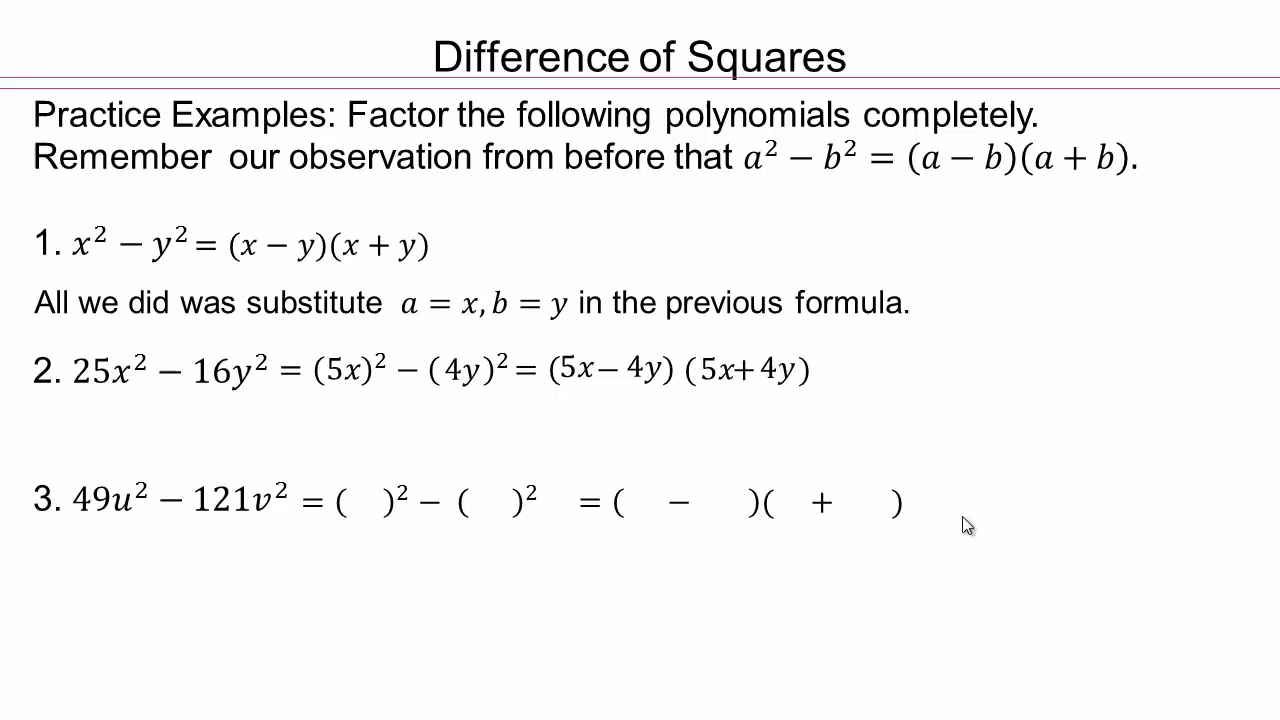 Difference of Squares
Practice Examples: Factor the following polynomials completely.
Remember our observation from before that 𝑎² − 𝑏² = (𝑎 − 𝑏)(𝑎 + 𝑏).
1. 𝑥² − 𝑦² = (𝑥 − 𝑦)(𝑥 + 𝑦)
All we did was substitute 𝑎 = 𝑥, 𝑏 = 𝑦 in the previous formula.
2. 25𝑥² − 16𝑦² = (5𝑥)² − (4𝑦)² = (5𝑥 − 4𝑦) (5𝑥 + 4𝑦)
3. 49𝑢² − 121𝑣² = ( )² − ( )² = ( − )( + )